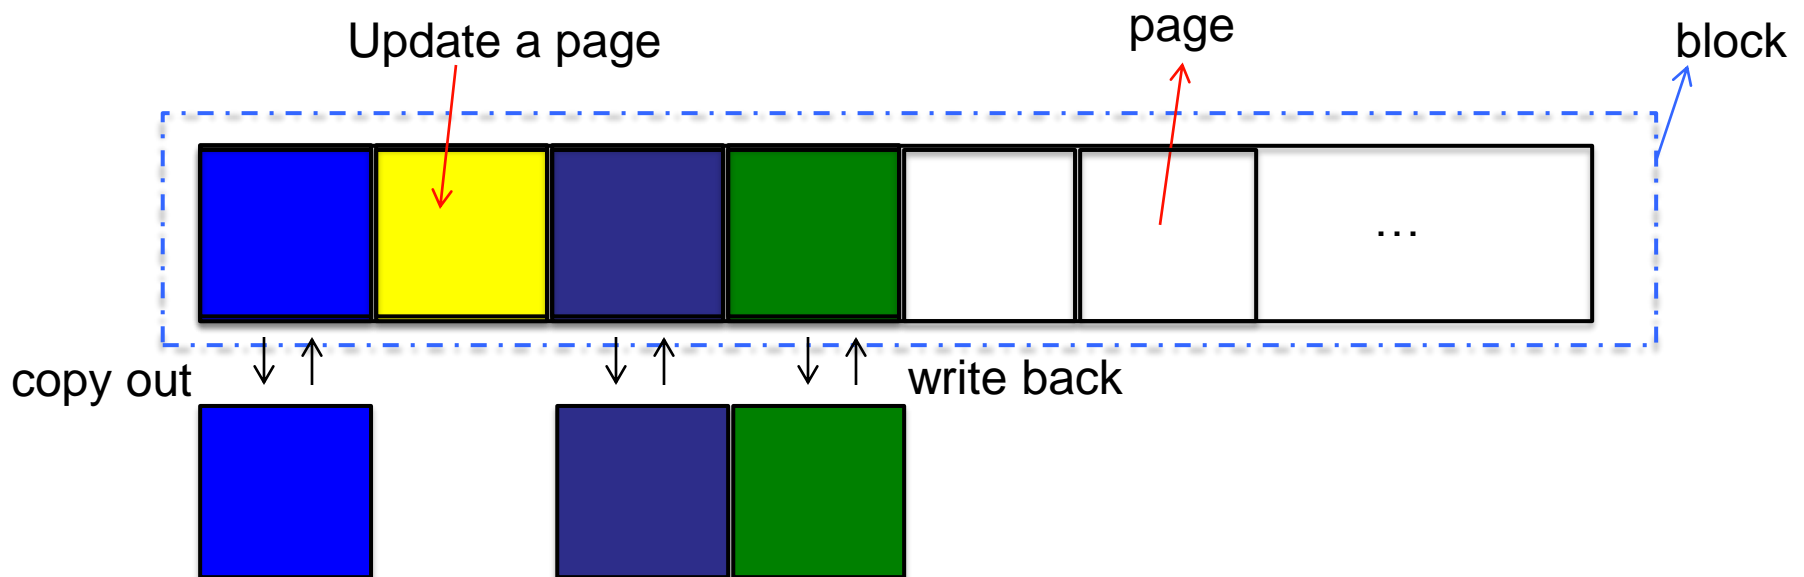 Update a page
page
block
...
copy out
write back